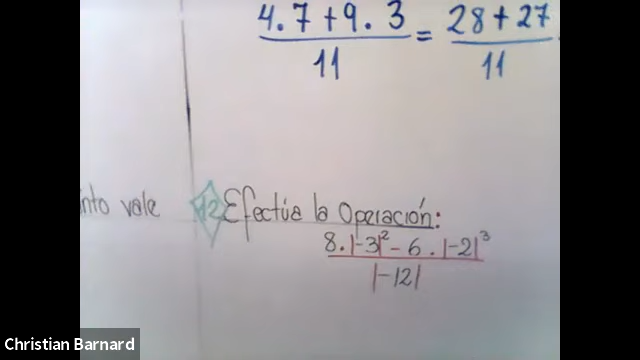 4.7+9.3 = 28+27
11 11
nto vale
12 Efectúa la Operación:
8.|-3|² - 6.|-2|³
|-12|
Christian Barnard